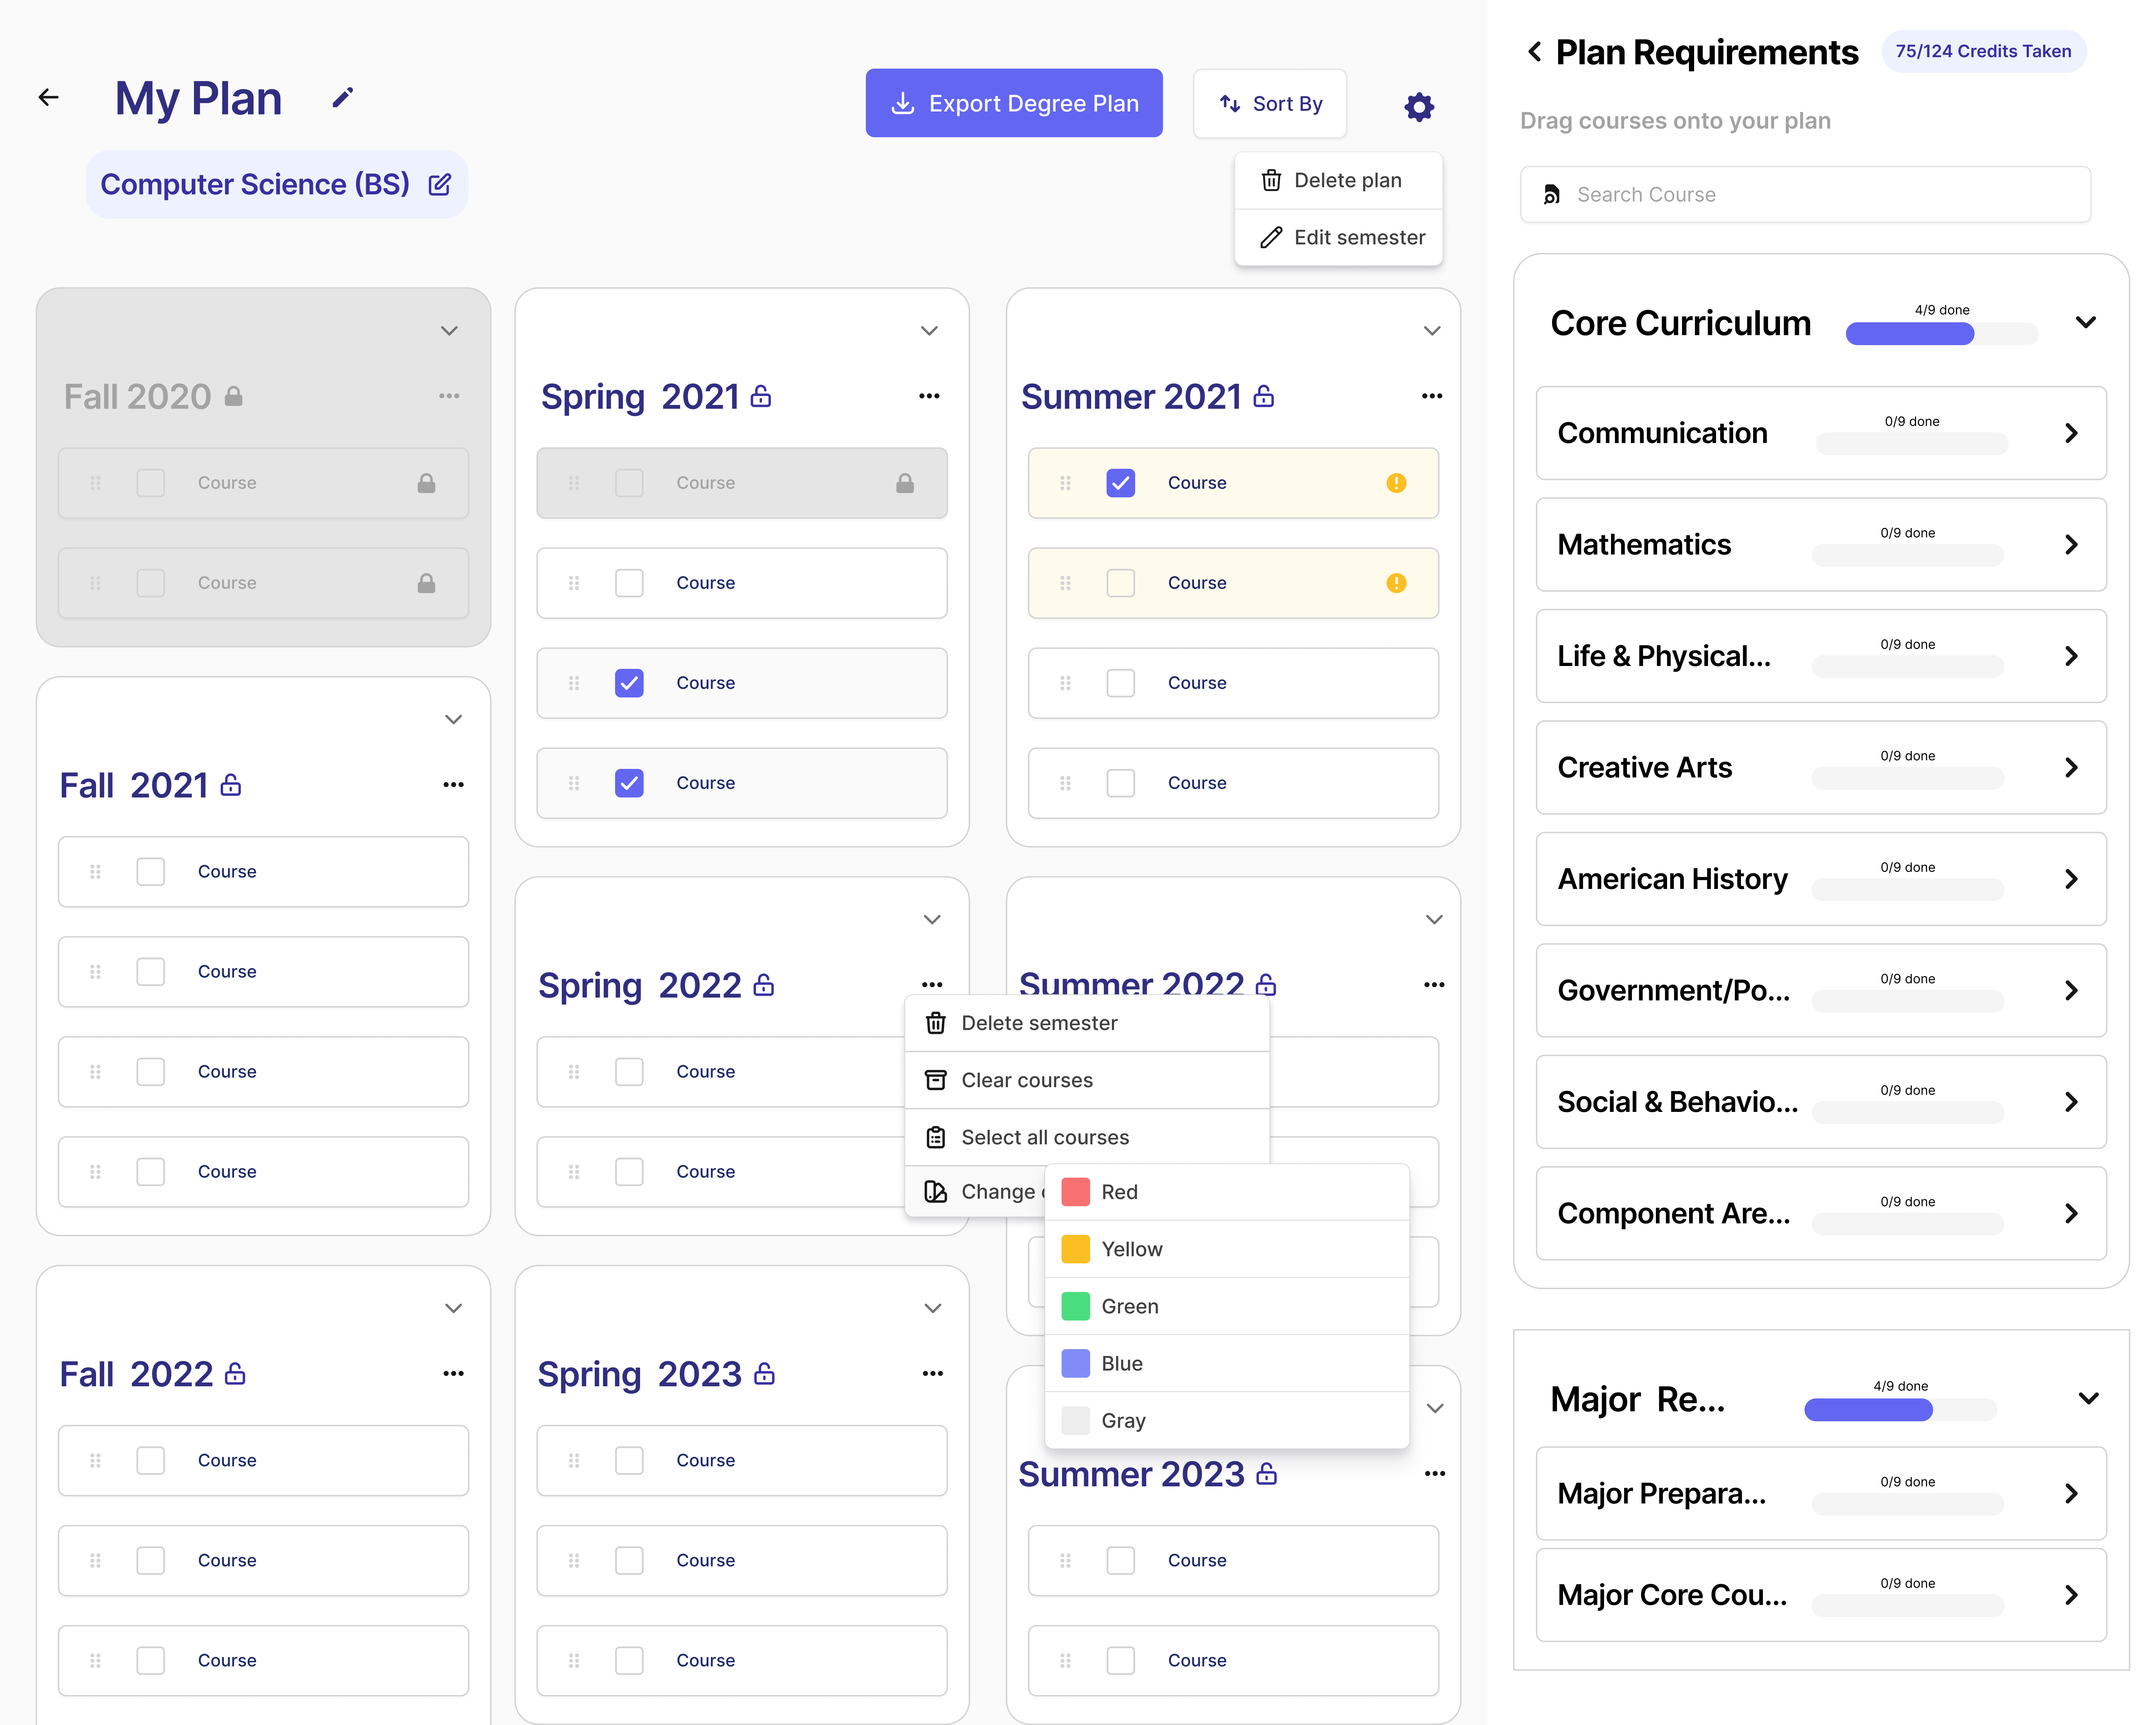 My Plan
Computer Science (BS)
Export Degree Plan
Sort By
Delete plan
Edit semester
Fall 2020
Course
Course
Spring 2021
Course
Course
Course
Course
Summer 2021
Course
Course
Course
Course
Fall 2021
Course
Course
Course
Course
Spring 2022
Course
Course
Summer 2022
Delete semester
Clear courses
Select all courses
Change
Red
Yellow
Green
Blue
Gray
Fall 2022
Course
Course
Course
Spring 2023
Course
Course
Course
Summer 2023
Course
Course
Plan Requirements
75/124 Credits Taken
Drag courses onto your plan
Search Course
Core Curriculum
4/9 done
Communication
0/9 done
Mathematics
0/9 done
Life & Physical...
0/9 done
Creative Arts
0/9 done
American History
0/9 done
Government/Po...
0/9 done
Social & Behavio...
0/9 done
Component Are...
0/9 done
Major Re...
4/9 done
Major Prepara...
0/9 done
Major Core Cou...
0/9 done